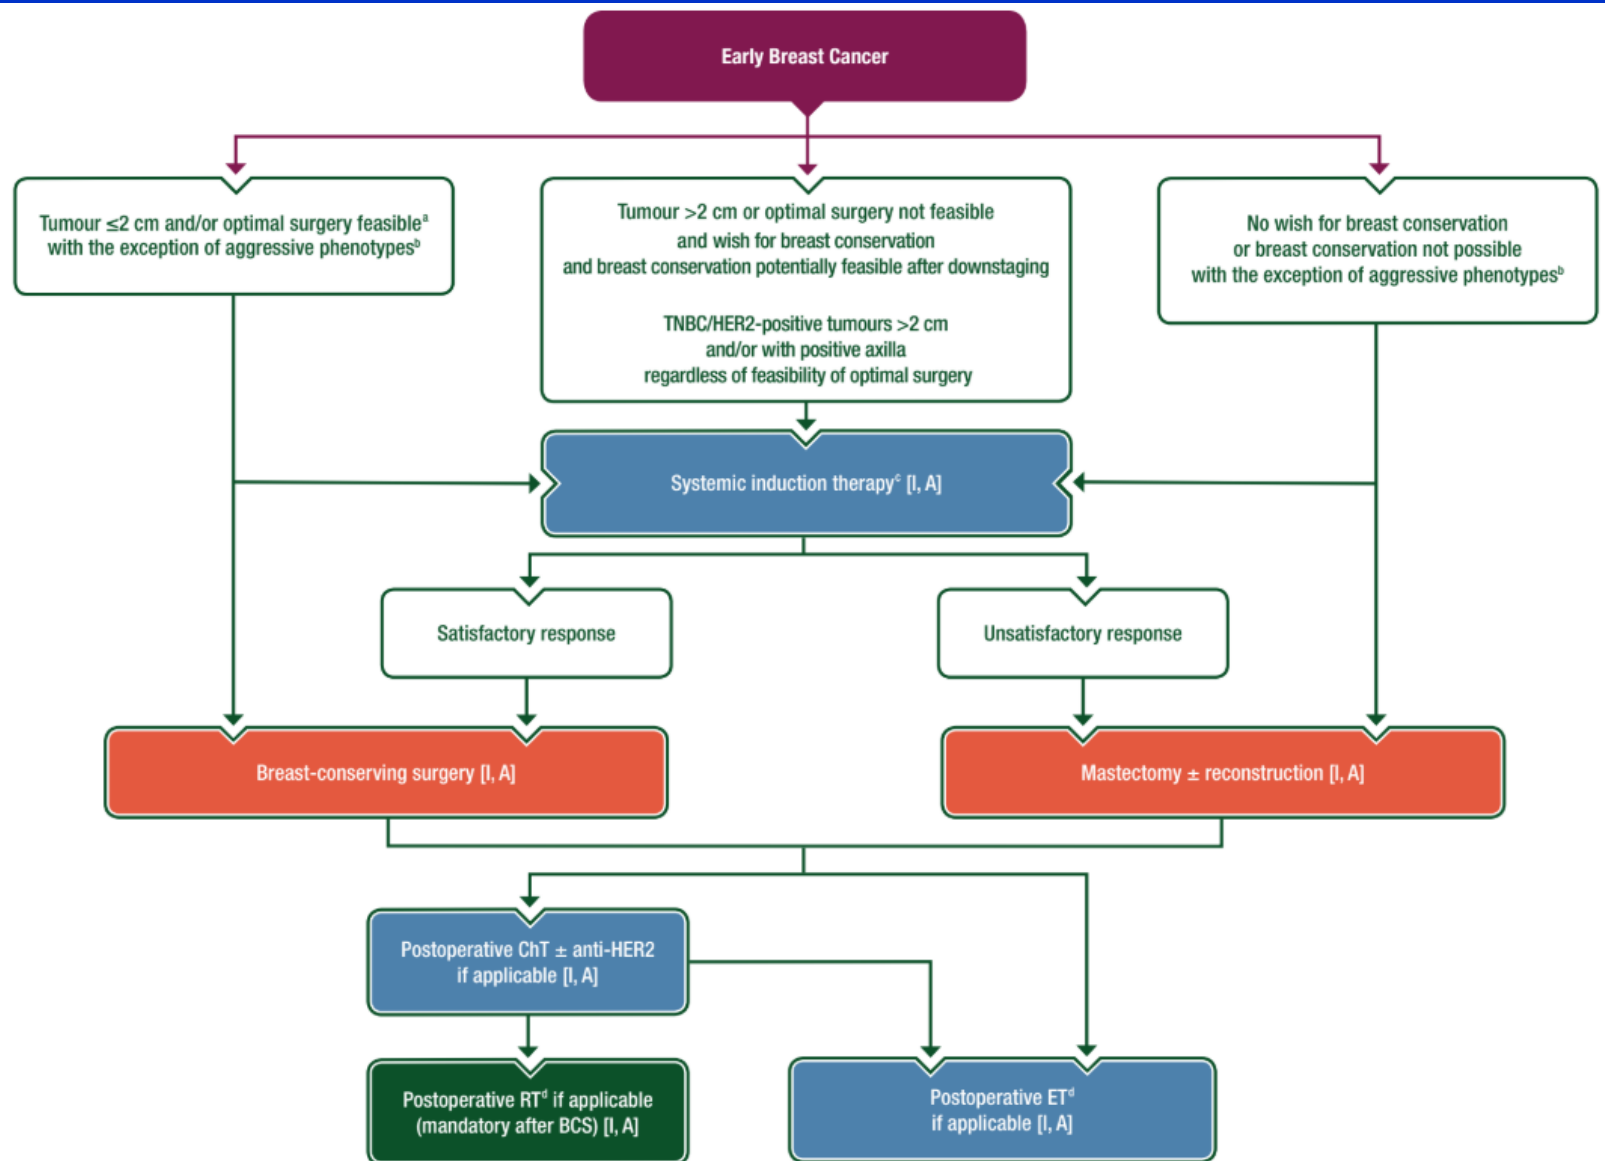 Early Breast Cancer
Tumour ≤2 cm and/or optimal surgery feasibleᵃ
with the exception of aggressive phenotypesᵇ
Tumour >2 cm or optimal surgery not feasible
and wish for breast conservation
and breast conservation potentially feasible after downstaging
TNBC/HER2-positive tumours >2 cm
and/or with positive axilla
regardless of feasibility of optimal surgery
No wish for breast conservation
or breast conservation not possible
with the exception of aggressive phenotypesᵇ
Systemic induction therapyᶜ [I, A]
Satisfactory response
Unsatisfactory response
Breast-conserving surgery [I, A]
Mastectomy ± reconstruction [I, A]
Postoperative ChT ± anti-HER2
if applicable [I, A]
Postoperative RTᵈ if applicable
(mandatory after BCS) [I, A]
Postoperative ETᵈ
if applicable [I, A]